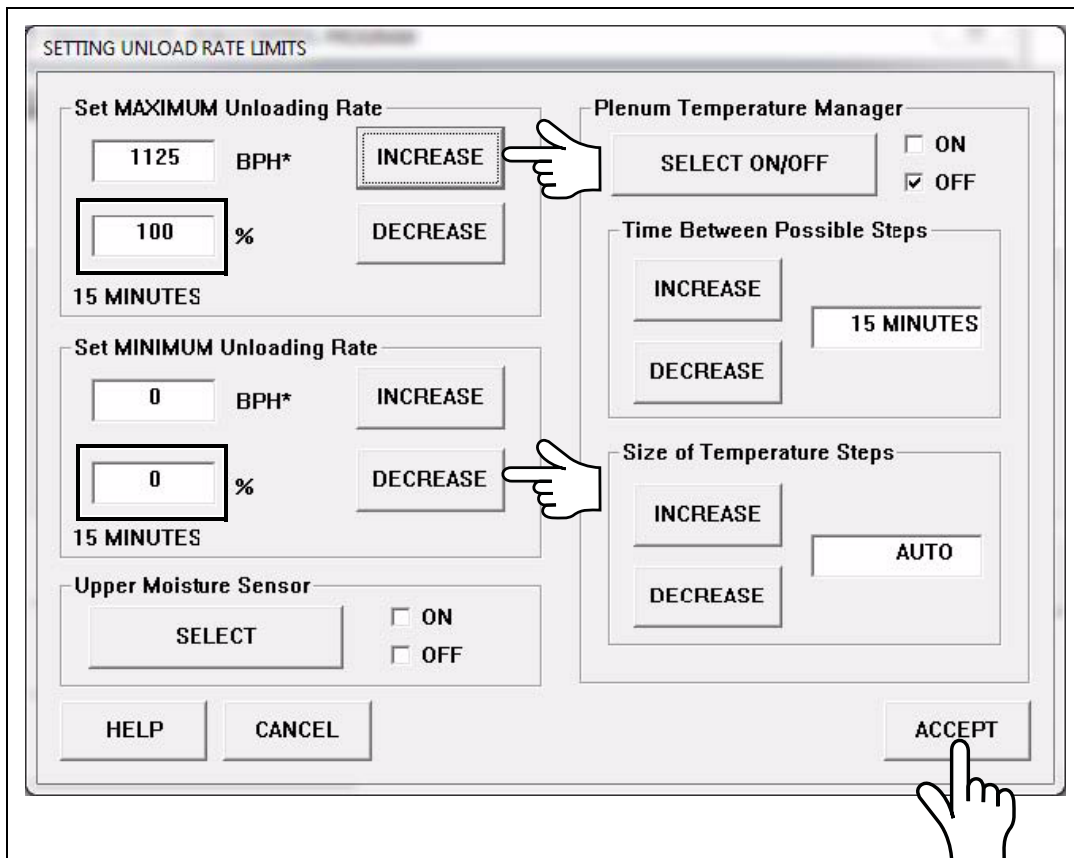 SETTING UNLOAD RATE LIMITS
Set MAXIMUM Unloading Rate
1125 BPH* INCREASE
100 % DECREASE
15 MINUTES
Set MINIMUM Unloading Rate
0 BPH* INCREASE
0 % DECREASE
15 MINUTES
Upper Moisture Sensor
SELECT
ON
OFF
Plenum Temperature Manager
SELECT ON/OFF
ON
OFF
Time Between Possible Steps
INCREASE
15 MINUTES
DECREASE
Size of Temperature Steps
INCREASE
AUTO
DECREASE
HELP CANCEL ACCEPT